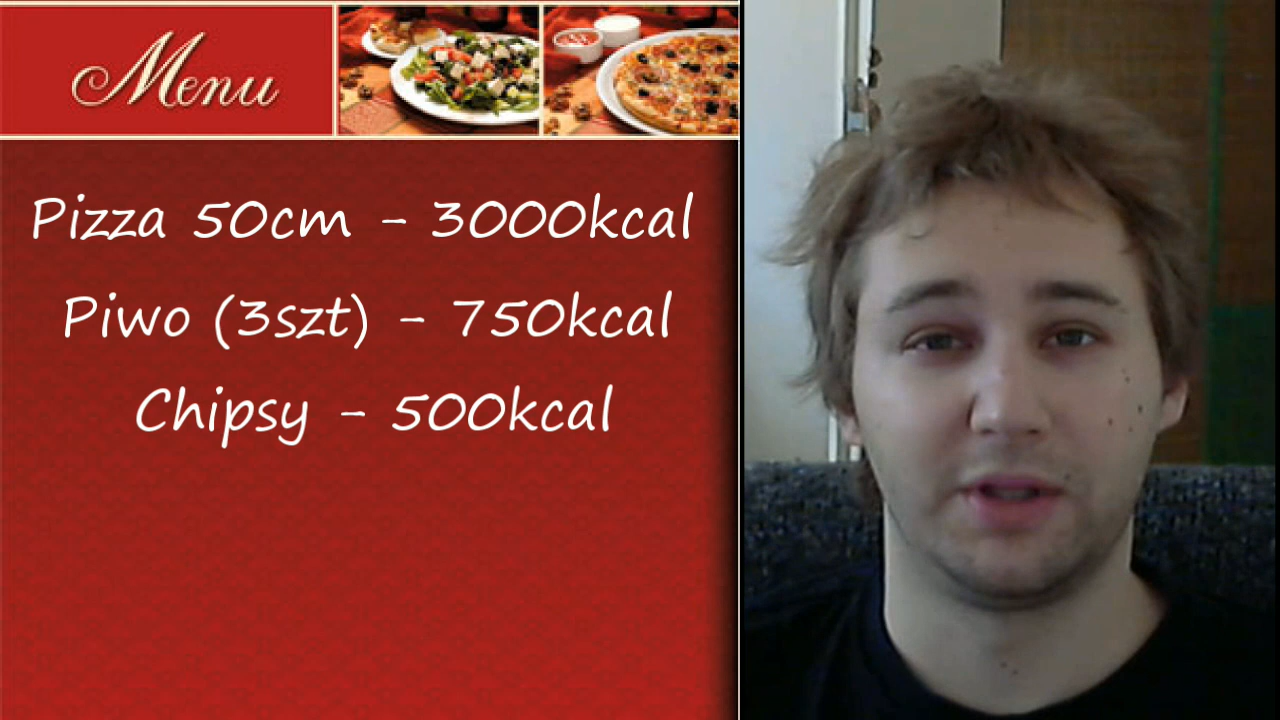 Menu
Pizza 50cm - 3000kcal
Piwo (3szt) - 750kcal
Chipsy - 500kcal